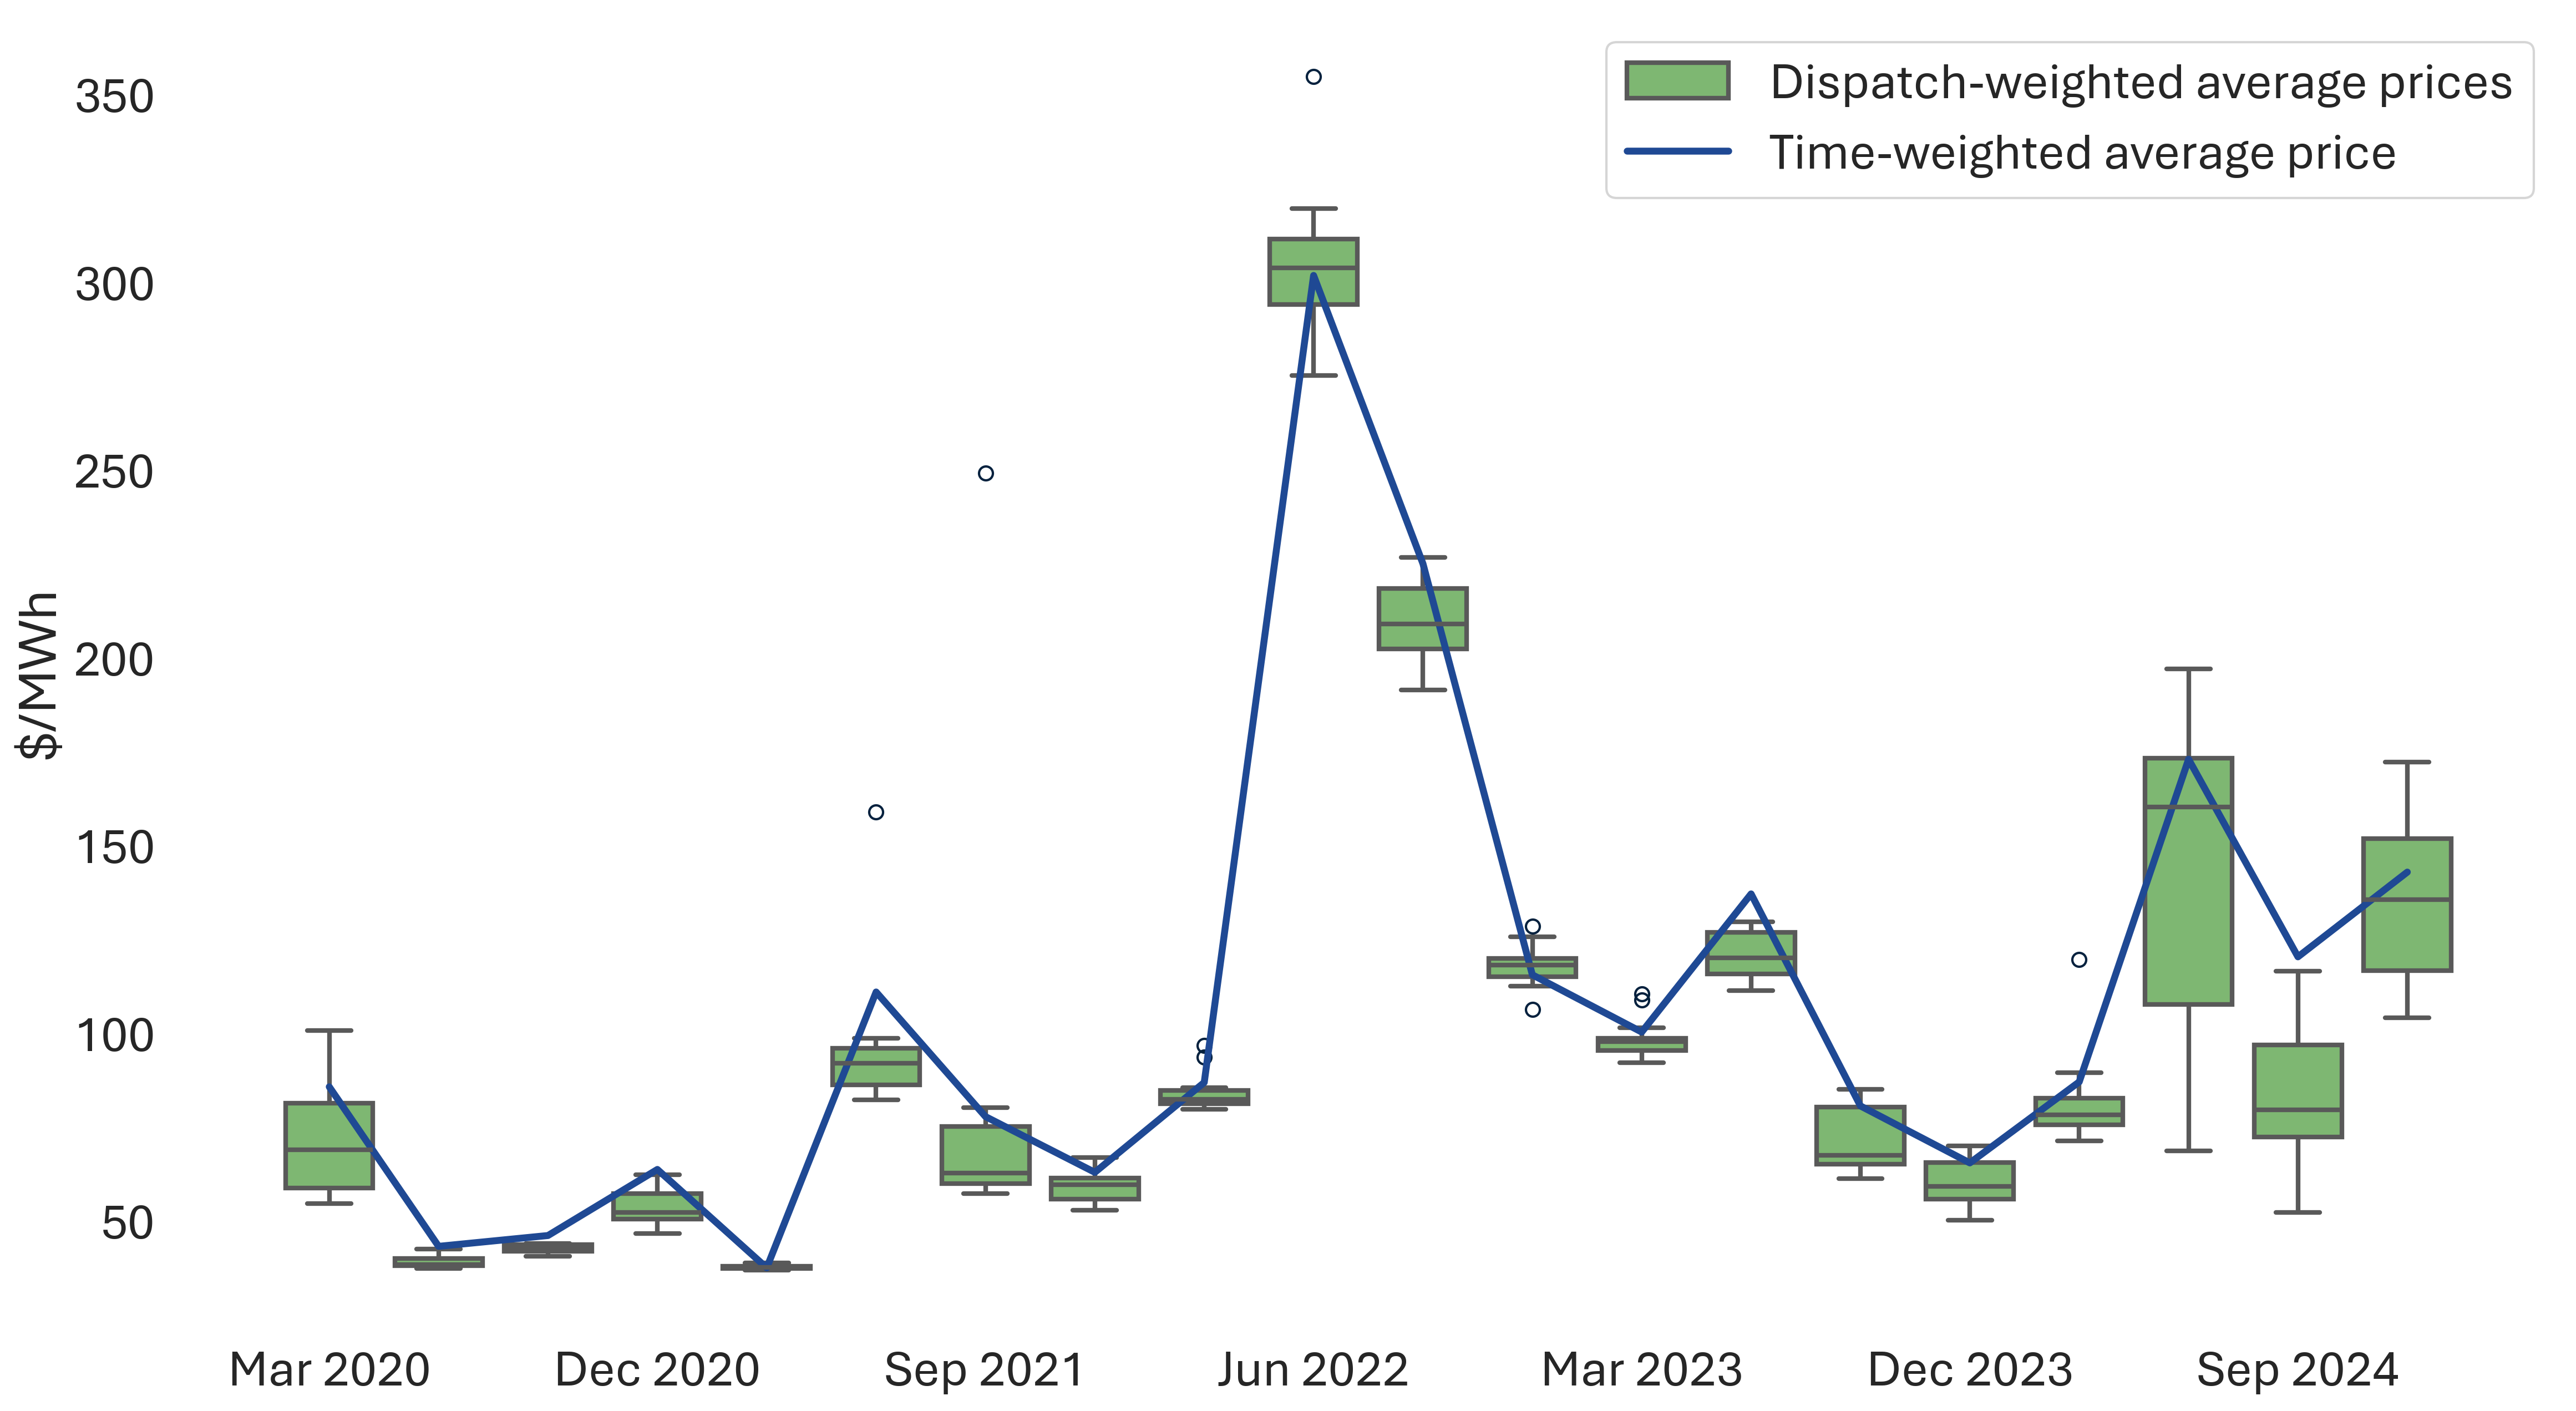 Dispatch-weighted average prices
Time-weighted average price
$/MWh
350
300
250
200
150
100
50
Mar 2020
Dec 2020
Sep 2021
Jun 2022
Mar 2023
Dec 2023
Sep 2024